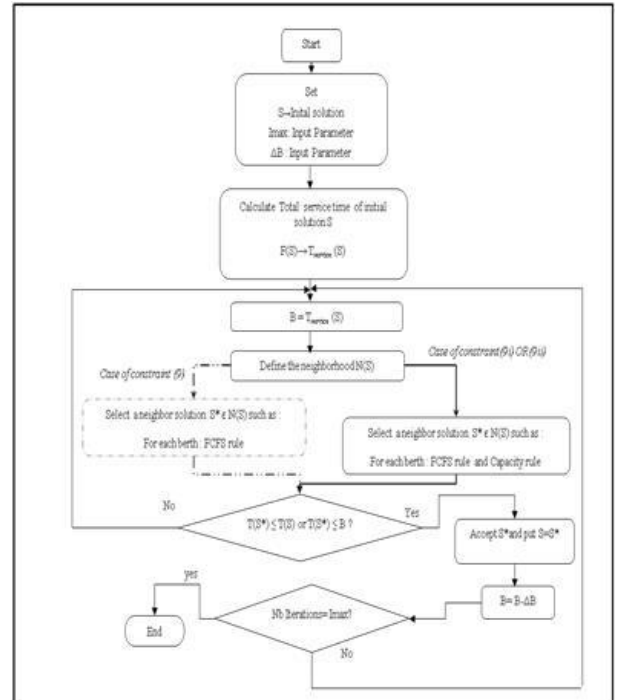 Start
Set
S→Initial solution
Imax: Input Parameter
ΔB : Input Parameter
Calculate Total service time of initial
solution S
F(S)→T (S)
B = T (S)
Define the neighborhood N(S)
Case of constraint (9)
Case of constraint (9i) OR (9ii)
Select a neighbor solution S* ε N(S) such as :
For each berth : FCFS rule
Select a neighbor solution S* ε N(S) such as :
For each berth : FCFS rule and Capacity rule
No
T(S*) ≤ T(S) or T(S*) ≤ B ?
Yes
Accept S* and put S=S*
B= B-ΔB
yes
Nb Iterations= Imax?
End
No